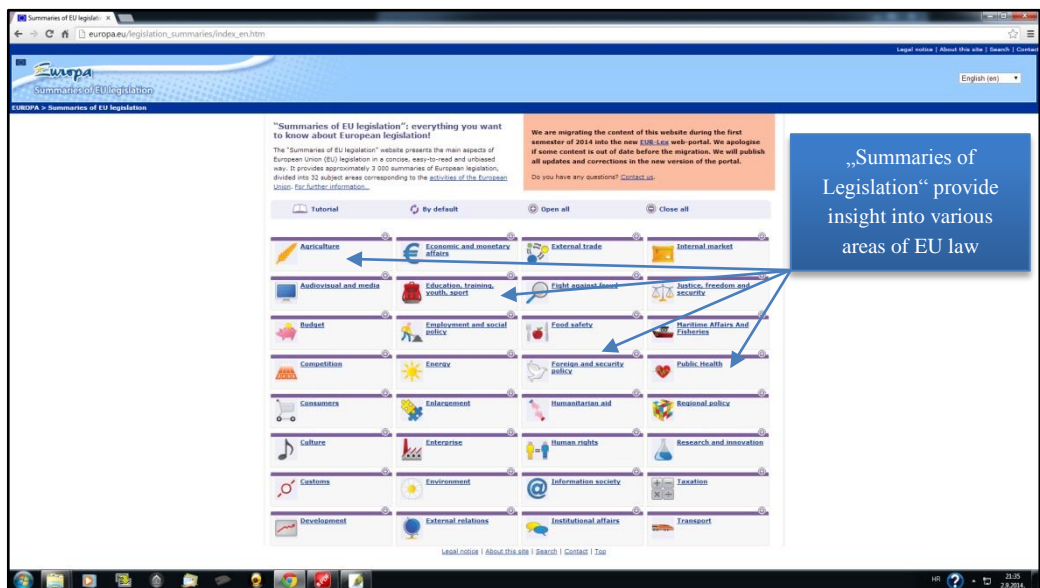 Summaries of EU legislati
europa.eu/legislation_summaries/index_en.htm
Legal notice | About this site | Search | Contact
Europa
Summaries of EU legislation
English (en)
EUROPA > Summaries of EU legislation
"Summaries of EU legislation": everything you want
to know about European legislation!
The "Summaries of EU legislation" website presents the main aspects of
European Union (EU) legislation in a concise, easy-to-read and unbiased
way. It provides approximately 3 000 summaries of European legislation,
divided into 32 subject areas corresponding to the activities of the European
Union. For further information...
We are migrating the content of this website during the first
semester of 2014 into the new EUR-Lex web-portal. We apologise
if some content is out of date before the migration. We will publish
all updates and corrections in the new version of the portal.
Do you have any questions? Contact us.
„Summaries of
Legislation“ provide
insight into various
areas of EU law
Tutorial By default Open all Close all
Agriculture
Economic and monetary
affairs
External trade
Internal market
Audiovisual and media
Education, training,
youth, sport
Fight against fraud
Justice, freedom and
security
Budget
Employment and social
policy
Food safety
Maritime Affairs And
Fisheries
Competition
Energy
Foreign and security
policy
Public Health
Consumers
Enlargement
Humanitarian aid
Regional policy
Culture
Enterprise
Human rights
Research and innovation
Customs
Environment
Information society
Taxation
Development
External relations
Institutional affairs
Transport
Legal notice | About this site | Search | Contact | Top
HR
21:35
2.9.2014.